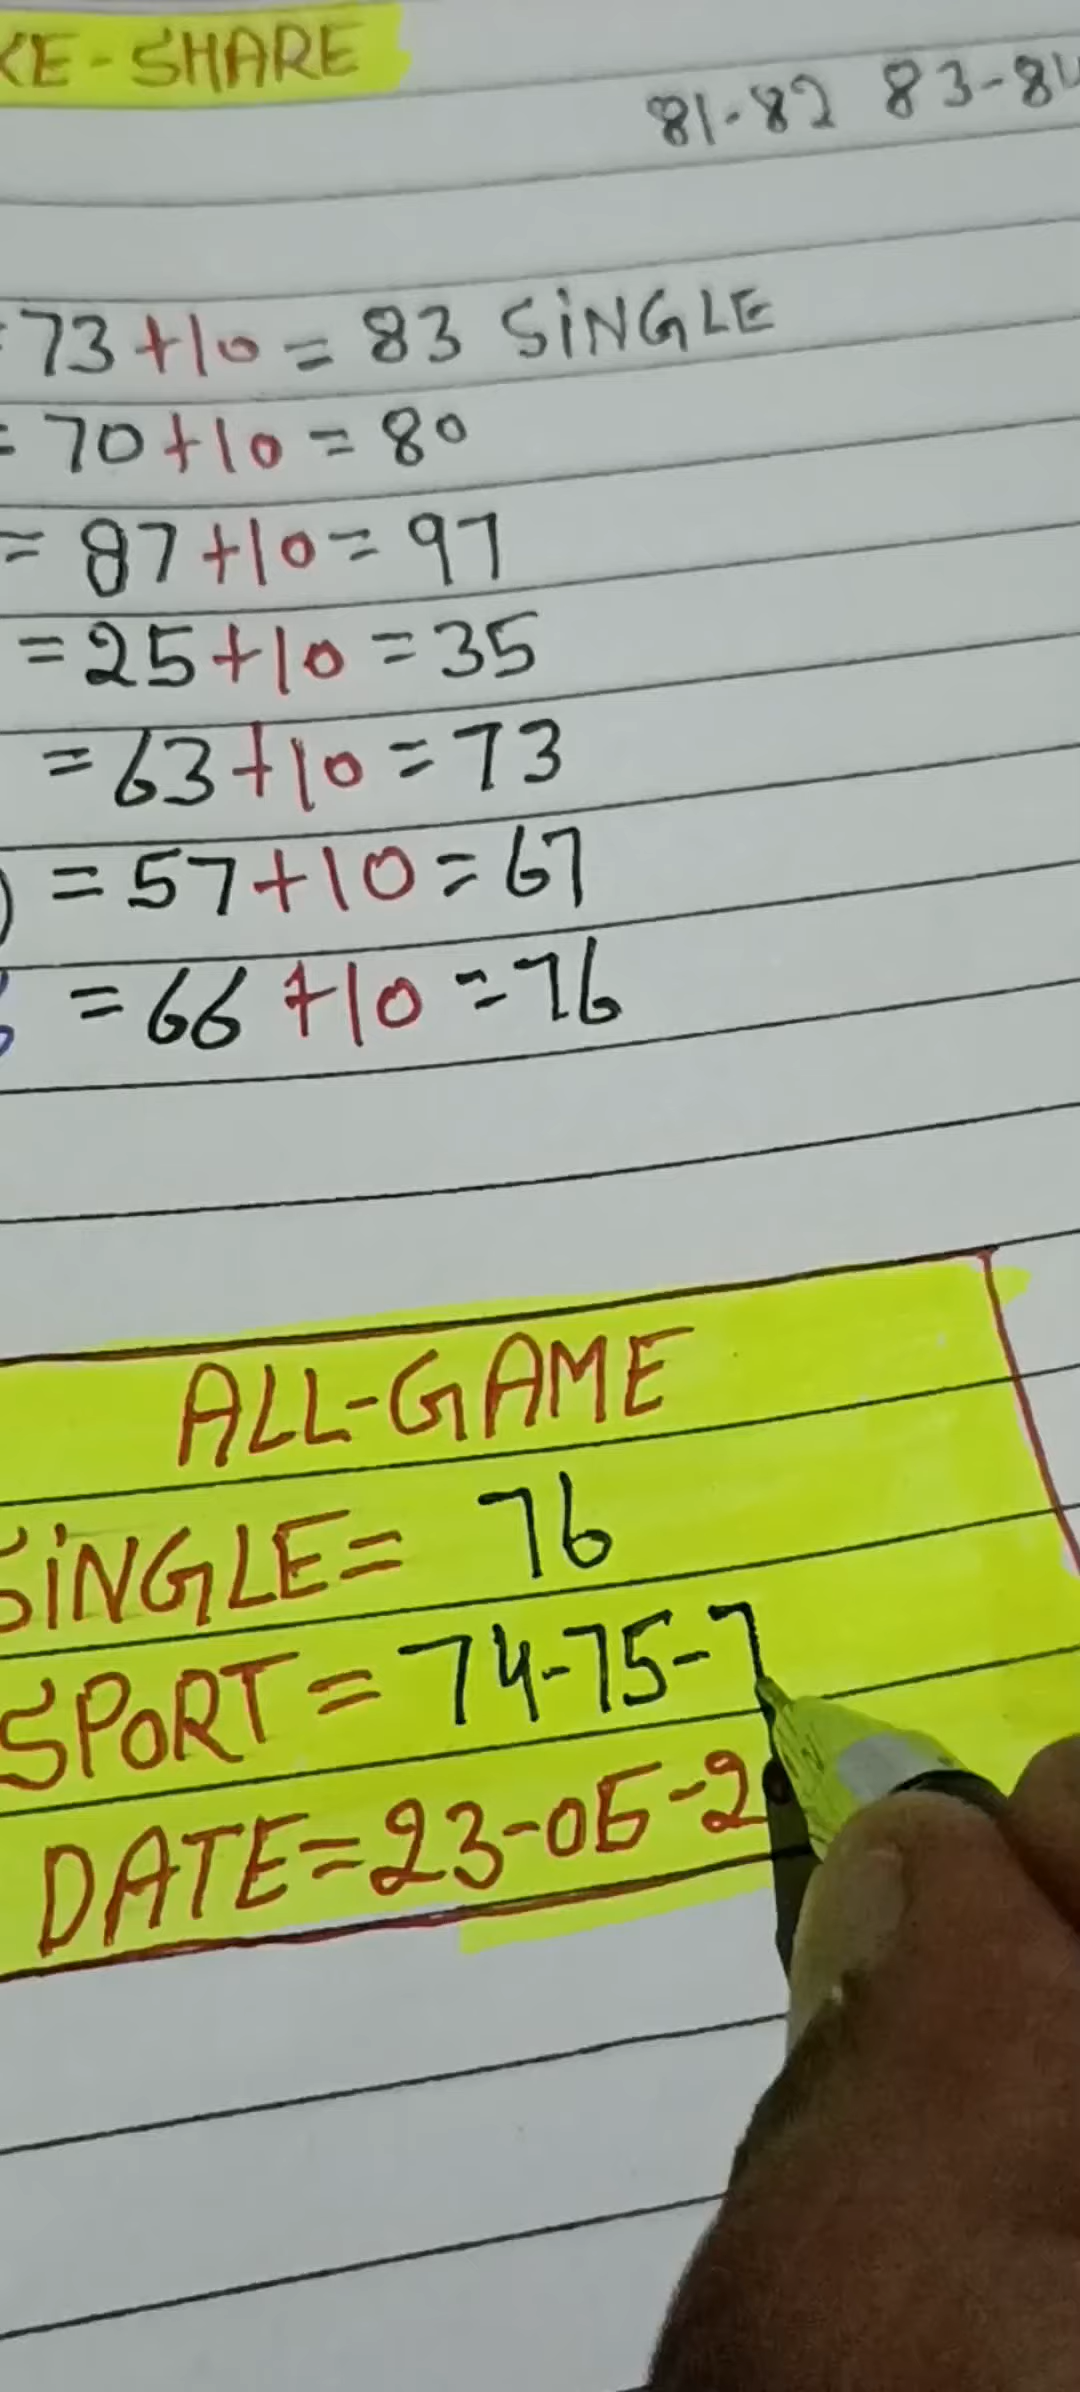 KE-SHARE
81-82 83-84
=73+10=83 SiNGLE
=70+10=80
=87+10=97
=25+10=35
=63+10=73
)=57+10=67
=66+10=76
ALL-GAME
SiNGLE= 76
SPORT=74-75-7
DATE=23-05-2